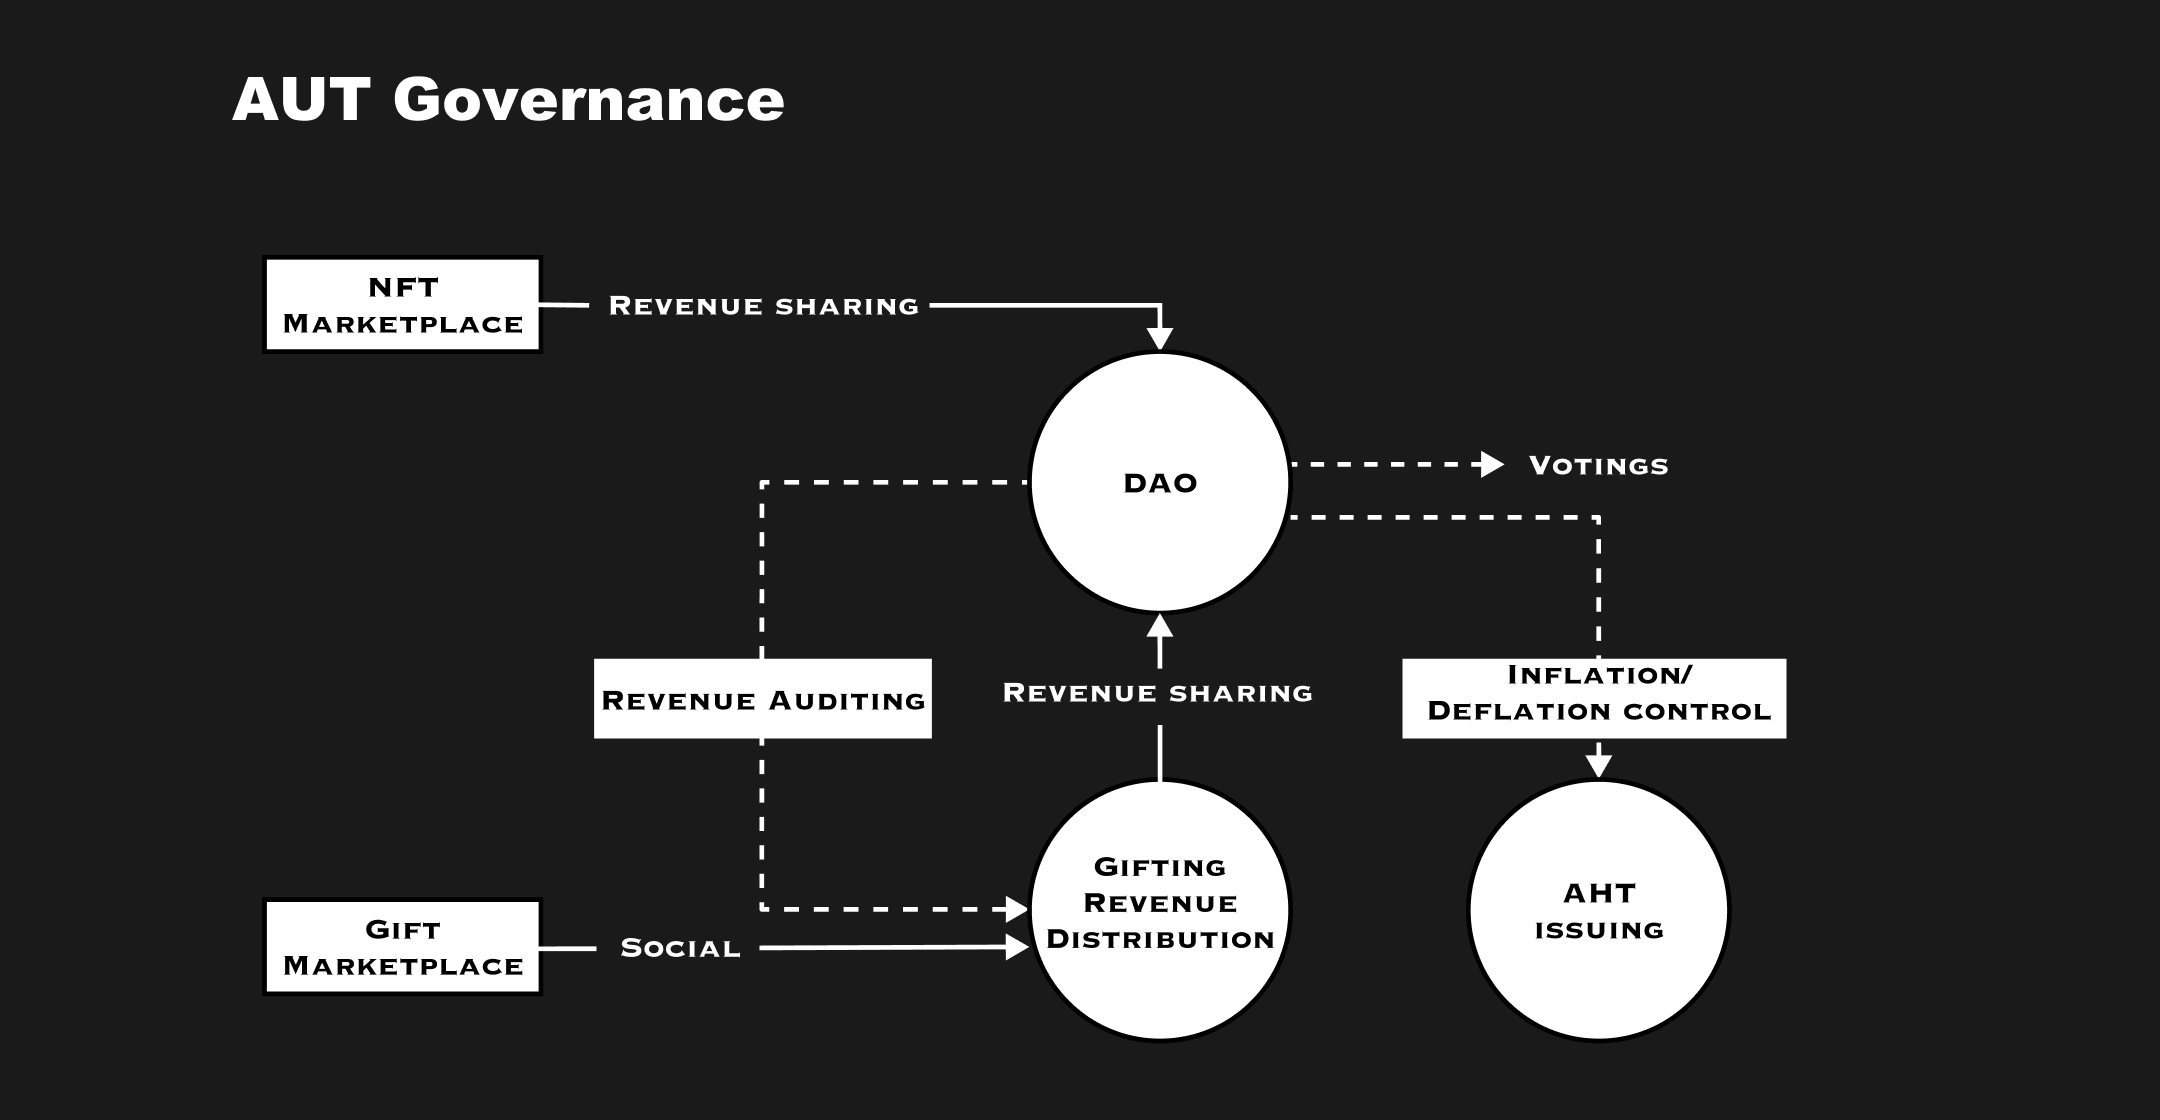 AUT Governance
NFT
Marketplace
Revenue sharing
DAO
Votings
Revenue Auditing
Revenue sharing
Inflation/
Deflation control
Gift
Marketplace
Social
Gifting
Revenue
Distribution
AHT
issuing